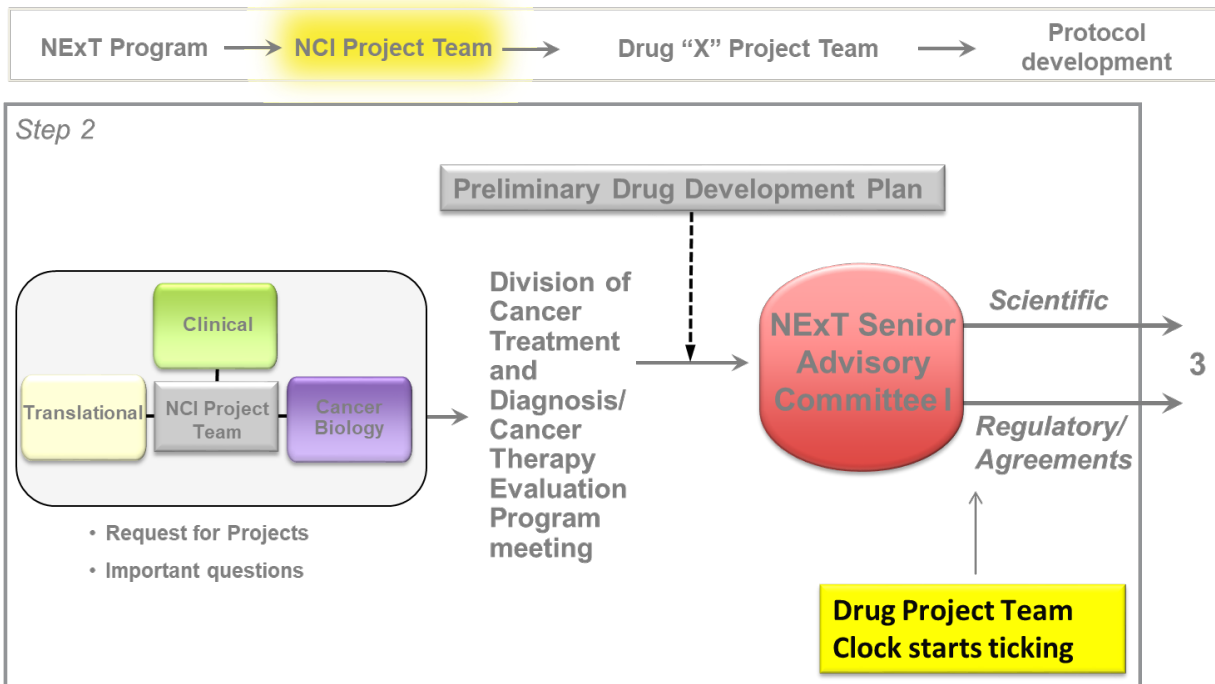 NExT Program
NCI Project Team
Drug “X” Project Team
Protocol
development
Step 2
Preliminary Drug Development Plan
Clinical
Translational
NCI Project
Team
Cancer
Biology
• Request for Projects
• Important questions
Division of
Cancer
Treatment
and
Diagnosis/
Cancer
Therapy
Evaluation
Program
meeting
NExT Senior
Advisory
Committee I
Scientific
3
Regulatory/
Agreements
Drug Project Team
Clock starts ticking